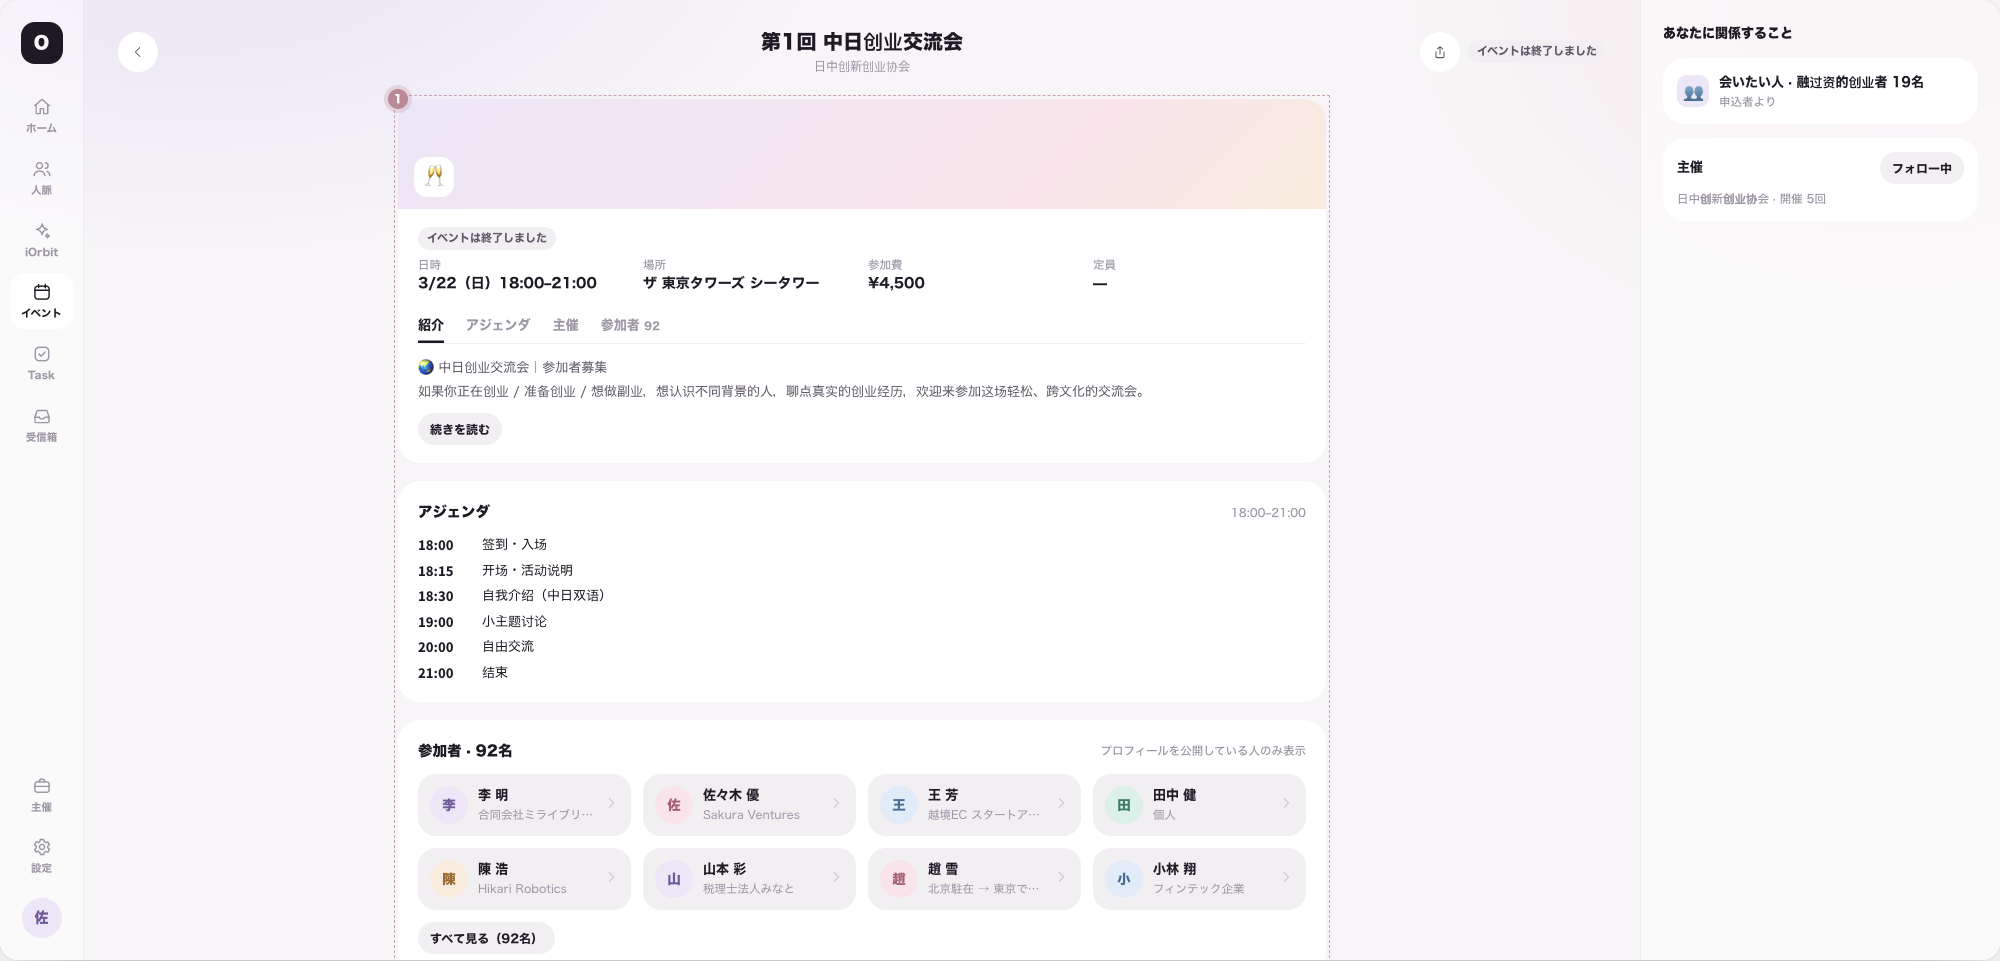 O
ホーム
人脈
iOrbit
イベント
Task
受信箱
主催
設定
佐
第1回 中日创业交流会
日中创新创业协会
イベントは終了しました
1
イベントは終了しました
日時
3/22（日）18:00–21:00
場所
ザ 東京タワーズ シータワー
参加費
¥4,500
定員
—
紹介
アジェンダ
主催
参加者 92
🌏 中日创业交流会｜参加者募集
如果你正在创业 / 准备创业 / 想做副业，想认识不同背景的人，聊点真实的创业经历，欢迎来参加这场轻松、跨文化的交流会。
続きを読む
アジェンダ
18:00–21:00
18:00 签到・入场
18:15 开场・活动说明
18:30 自我介绍（中日双语）
19:00 小主题讨论
20:00 自由交流
21:00 结束
参加者 · 92名
プロフィールを公開している人のみ表示
李
李 明
合同会社ミライブリ…
佐
佐々木 優
Sakura Ventures
王
王 芳
越境EC スタートア…
田
田中 健
個人
陳
陳 浩
Hikari Robotics
山
山本 彩
税理士法人みなと
趙
趙 雪
北京駐在 → 東京で…
小
小林 翔
フィンテック企業
すべて見る（92名）
あなたに関係すること
会いたい人 · 融过资的创业者 19名
申込者より
主催
フォロー中
日中创新创业协会 · 開催 5回